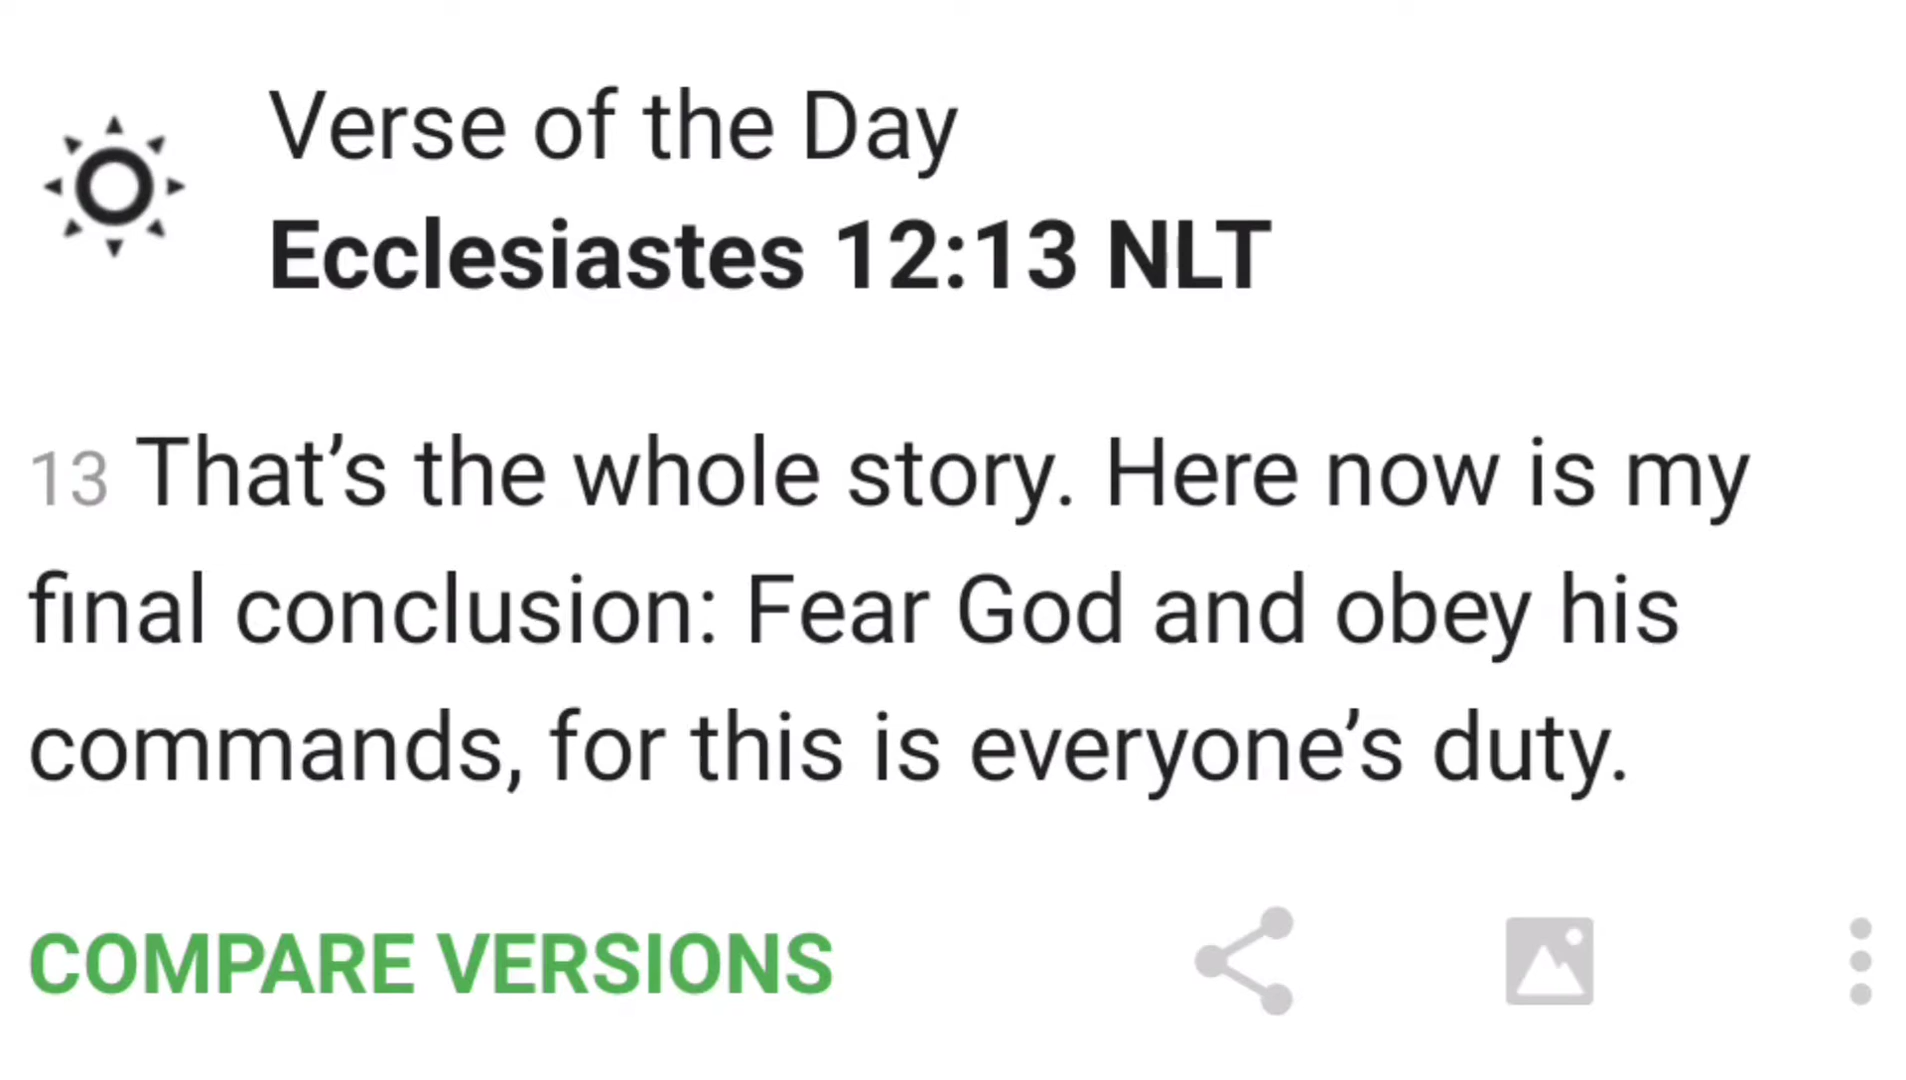 Verse of the Day
Ecclesiastes 12:13 NLT
13 That’s the whole story. Here now is my
final conclusion: Fear God and obey his
commands, for this is everyone’s duty.
COMPARE VERSIONS